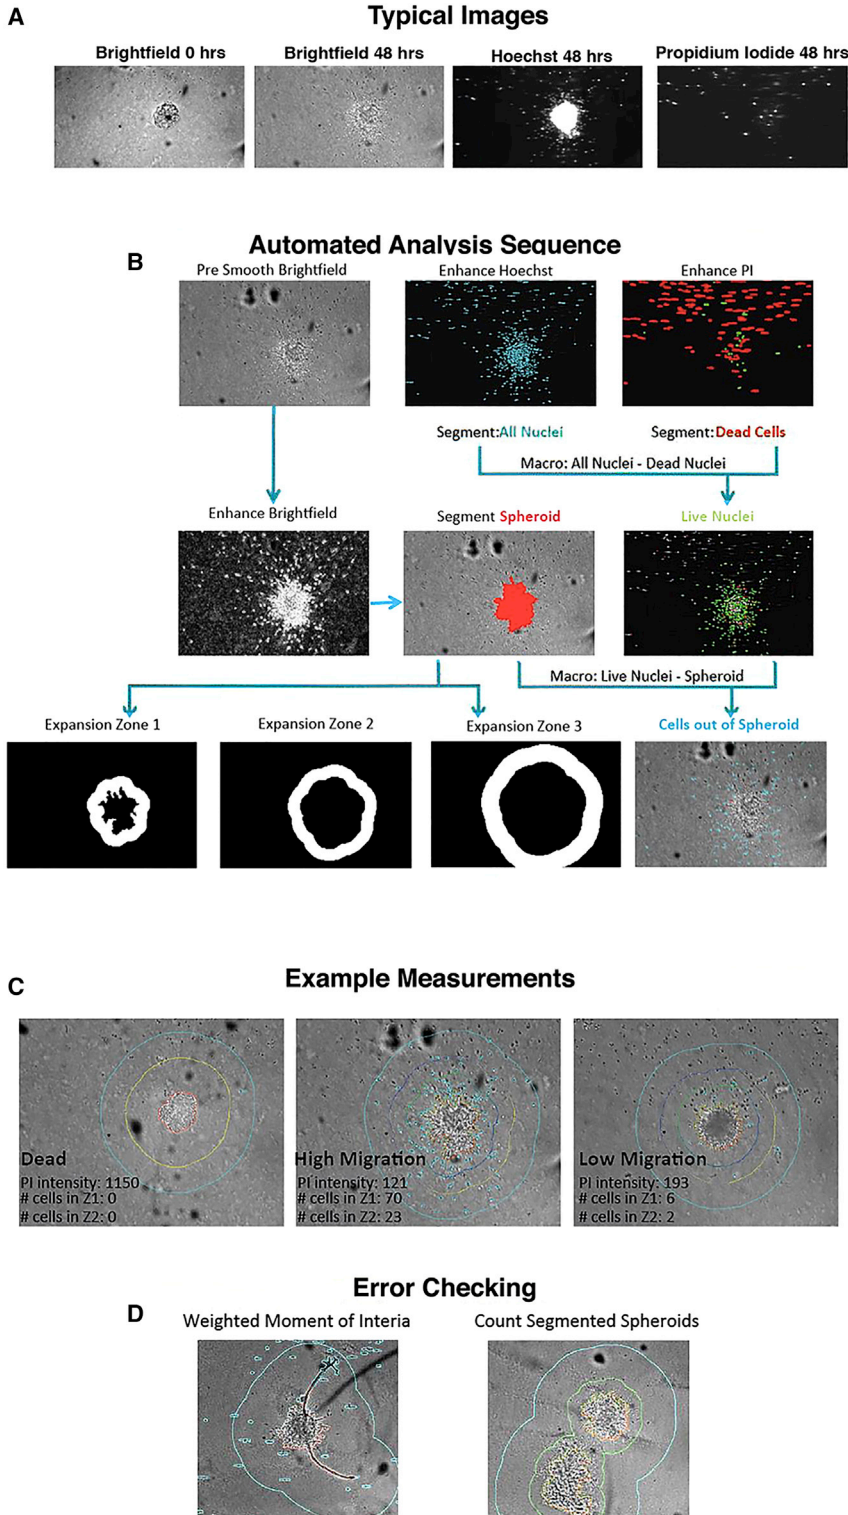 A
Typical Images
Brightfield 0 hrs
Brightfield 48 hrs
Hoechst 48 hrs
Propidium Iodide 48 hrs
B
Automated Analysis Sequence
Pre Smooth Brightfield
Enhance Hoechst
Enhance PI
Segment:All Nuclei
Segment:Dead Cells
Macro: All Nuclei - Dead Nuclei
Enhance Brightfield
Segment Spheroid
Live Nuclei
Macro: Live Nuclei - Spheroid
Expansion Zone 1
Expansion Zone 2
Expansion Zone 3
Cells out of Spheroid
C
Example Measurements
Dead
PI intensity: 1150
# cells in Z1: 0
# cells in Z2: 0
High Migration
PI intensity: 121
# cells in Z1: 70
# cells in Z2: 23
Low Migration
PI intensity: 193
# cells in Z1: 6
# cells in Z2: 2
Error Checking
D
Weighted Moment of Interia
Count Segmented Spheroids